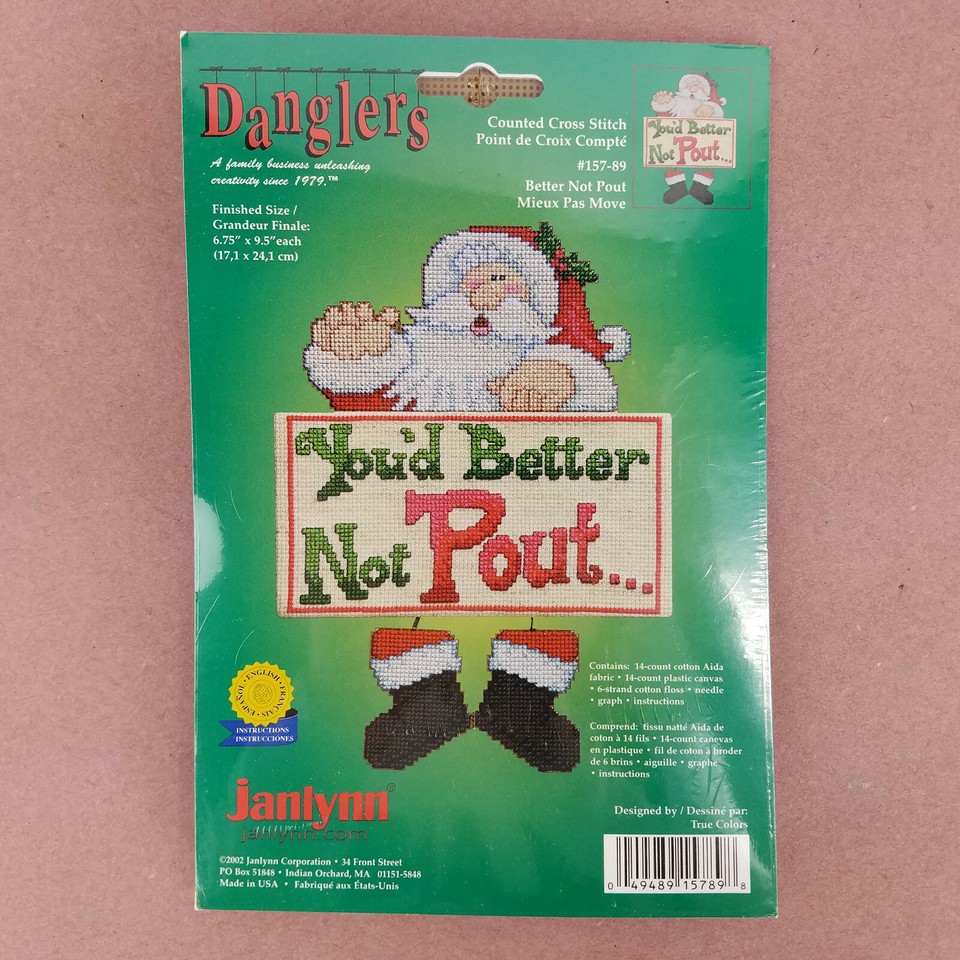 Danglers
A family business unleashing
creativity since 1979.™
Finished Size /
Grandeur Finale:
6.75" x 9.5"each
(17,1 x 24,1 cm)
Counted Cross Stitch
Point de Croix Compté
#157-89
Better Not Pout
Mieux Pas Move
You'd Better
Not Pout...
You'd Better
Not Pout...
• ENGLISH • FRANÇAIS • ESPAÑOL
INSTRUCTIONS
INSTRUCCIONES
Contains: 14-count cotton Aida
fabric • 14-count plastic canvas
• 6-strand cotton floss • needle
• graph • instructions
Comprend: tissu natté Aida de
coton à 14 fils • 14-count canevas
en plastique • fil de coton à broder
de 6 brins • aiguille • graphe
• instructions
janlynn®
janlynn.com
Designed by / Dessiné par:
True Colors
©2002 Janlynn Corporation • 34 Front Street
PO Box 51848 • Indian Orchard, MA 01151-5848
Made in USA • Fabriqué aux États-Unis
0 49489 15789 8